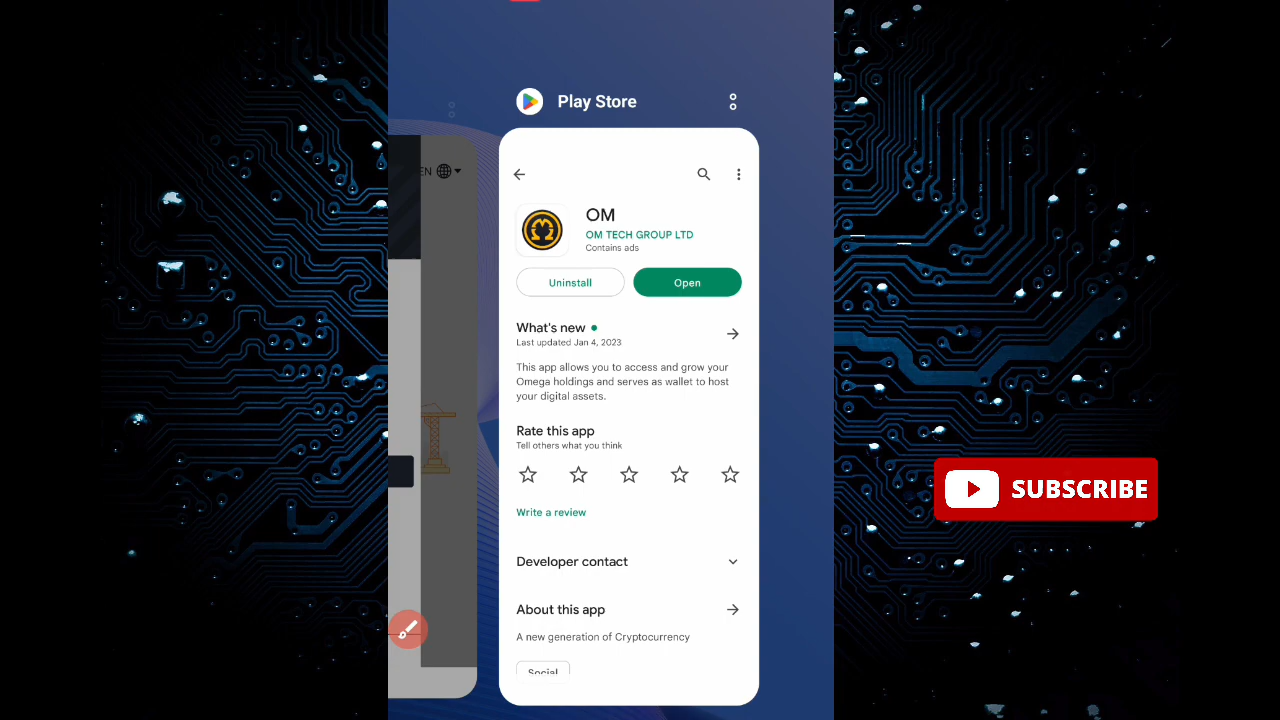 Play Store
EN
OM
OM TECH GROUP LTD
Contains ads
Uninstall
Open
What's new
Last updated Jan 4, 2023
This app allows you to access and grow your
Omega holdings and serves as wallet to host
your digital assets.
Rate this app
Tell others what you think
Write a review
SUBSCRIBE
Developer contact
About this app
A new generation of Cryptocurrency
Social